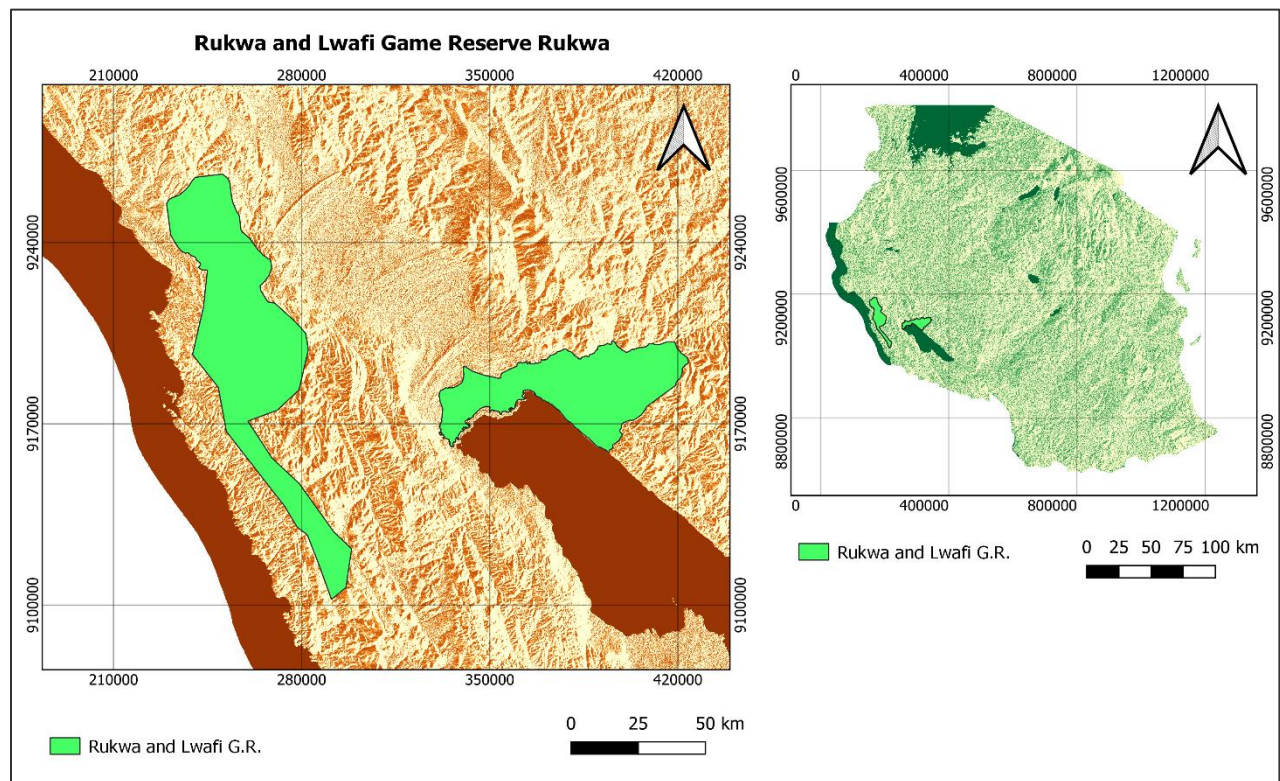 Rukwa and Lwafi Game Reserve Rukwa
210000 280000 350000 420000
9240000 9240000
9170000 9170000
9100000 9100000
210000 280000 350000 420000
Rukwa and Lwafi G.R.
0 25 50 km
0 400000 800000 1200000
9600000 9600000
9200000 9200000
8800000 8800000
0 400000 800000 1200000
Rukwa and Lwafi G.R.
0 25 50 75 100 km